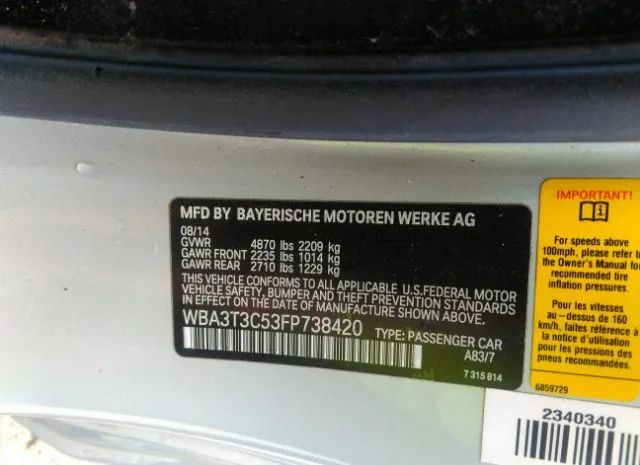 MFD BY BAYERISCHE MOTOREN WERKE AG
08/14
GVWR 4870 lbs 2209 kg
GAWR FRONT 2235 lbs 1014 kg
GAWR REAR 2710 lbs 1229 kg
THIS VEHICLE CONFORMS TO ALL APPLICABLE U.S.FEDERAL MOTOR
VEHICLE SAFETY, BUMPER, AND THEFT PREVENTION STANDARDS
IN EFFECT ON THE DATE OF MANUFACTURE SHOWN ABOVE.
WBA3T3C53FP738420 TYPE: PASSENGER CAR
A83/7
7 315 814
IMPORTANT!
For speeds above
100mph, please refer to
the Owner's Manual for
recommended tire
inflation pressures.
Pour les vitesses
au-dessus de 160
km/h, faites référence à
la notice d'utilisation
pour les pressions des
pneus recommandées.
6859729
2340340